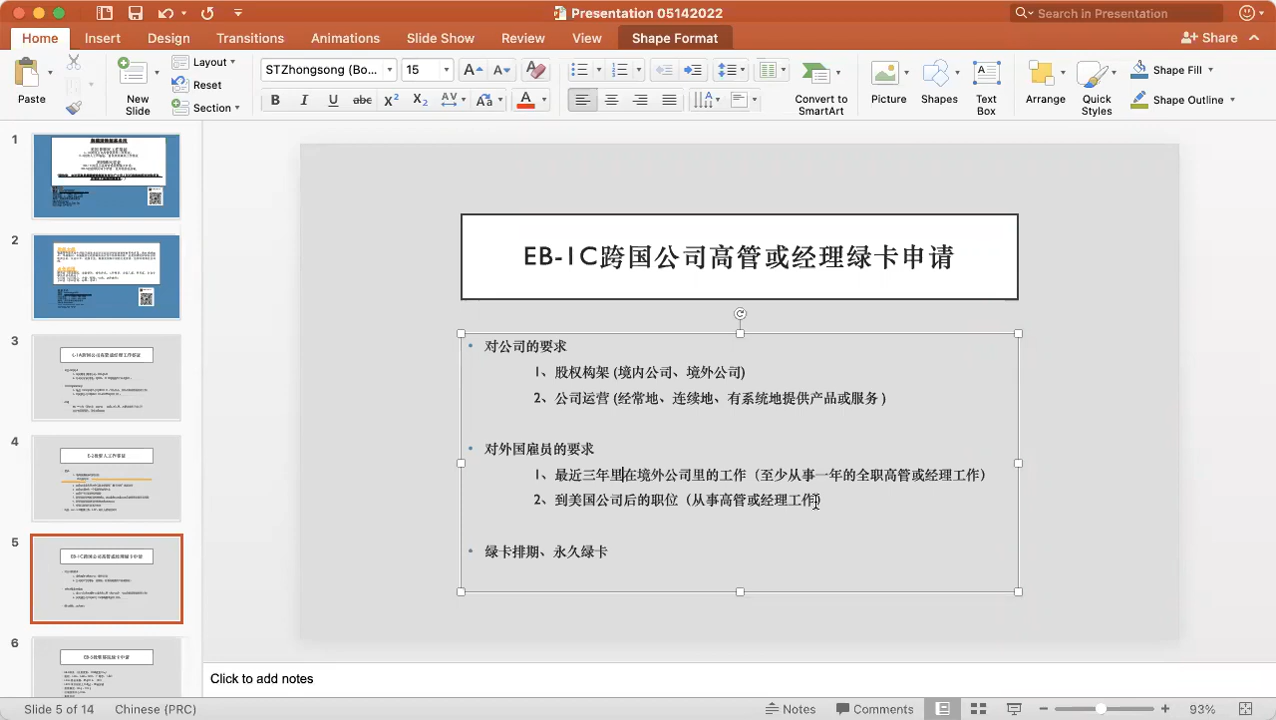 Presentation 05142022
Search in Presentation
Home Insert Design Transitions Animations Slide Show Review View Shape Format
Share
Paste
New Slide
Layout
Reset
Section
STZhongsong (Bo...
15
Convert to SmartArt
Picture
Shapes
Text Box
Arrange
Quick Styles
Shape Fill
Shape Outline
1
2
3
4
5
6
EB-1C跨国公司高管或经理绿卡申请
• 对公司的要求
1、股权构架 (境内公司、境外公司)
2、公司运营 (经常地、连续地、有系统地提供产品或服务 )
• 对外国雇员的要求
1、最近三年里在境外公司里的工作（至少从事一年的全职高管或经理工作）
2、到美国公司后的职位（从事高管或经理工作）
• 绿卡排期、永久绿卡
Click to add notes
Slide 5 of 14
Chinese (PRC)
Notes
Comments
93%